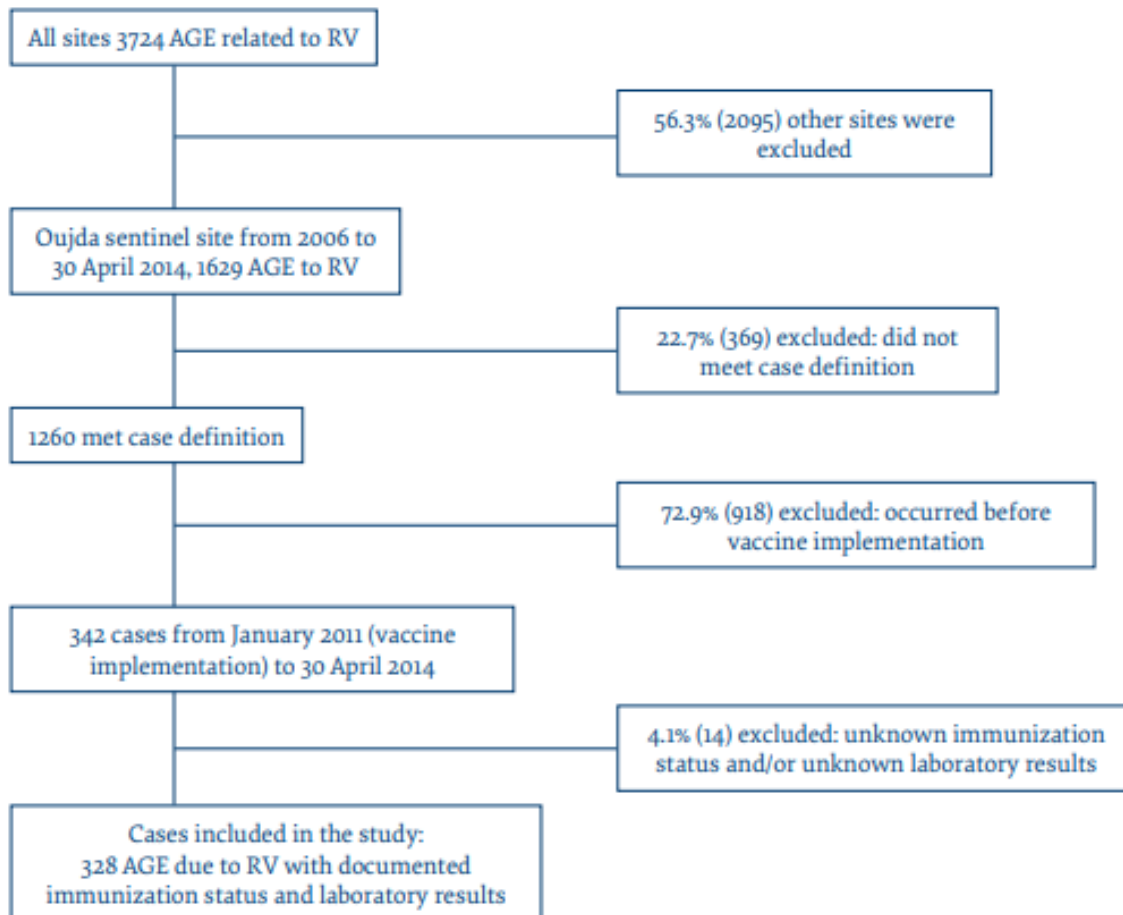 All sites 3724 AGE related to RV
56.3% (2095) other sites were
excluded
Oujda sentinel site from 2006 to
30 April 2014, 1629 AGE to RV
22.7% (369) excluded: did not
meet case definition
1260 met case definition
72.9% (918) excluded: occurred before
vaccine implementation
342 cases from January 2011 (vaccine
implementation) to 30 April 2014
4.1% (14) excluded: unknown immunization
status and/or unknown laboratory results
Cases included in the study:
328 AGE due to RV with documented
immunization status and laboratory results